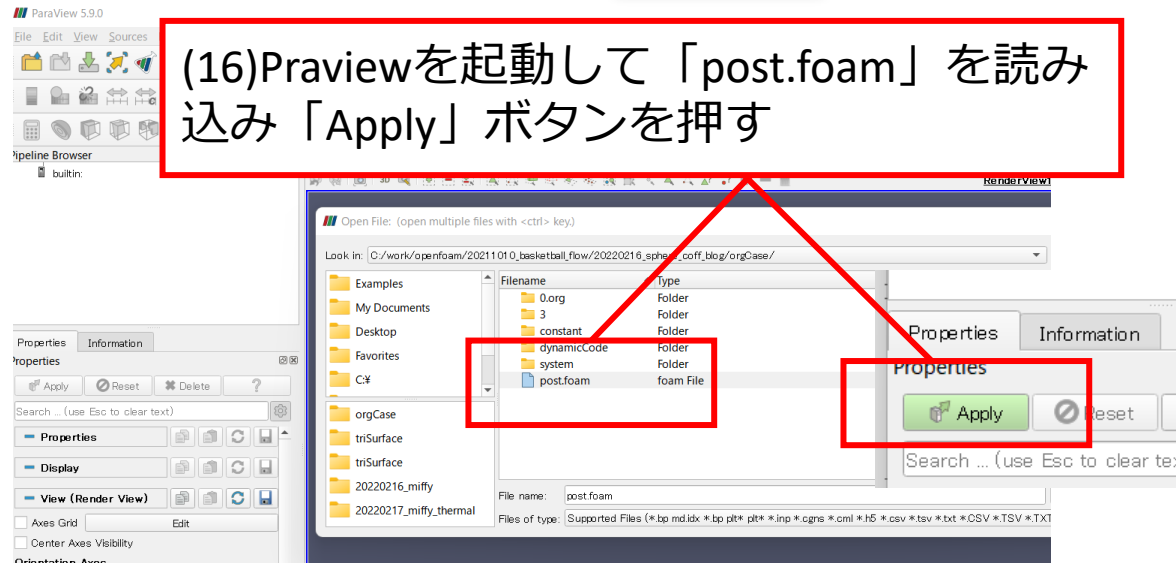 ParaView 5.9.0
File Edit View Sources
(16)Praviewを起動して「post.foam」を読み
込み「Apply」ボタンを押す
Pipeline Browser
builtin:
RenderView1
Open File: (open multiple files with <ctrl> key.)
Look in: C:/work/openfoam/20211010_basketball_flow/20220216_sphere_coff_blog/orgCase/
Examples
My Documents
Desktop
Favorites
C:¥
orgCase
triSurface
triSurface
20220216_miffy
20220217_miffy_thermal
Filename Type
0.org Folder
3 Folder
constant Folder
dynamicCode Folder
system Folder
post.foam foam File
File name: post.foam
Files of type: Supported Files (*.bp md.idx *.bp plt* plt* *.inp *.cgns *.cml *.h5 *.csv *.tsv *.txt *.CSV *.TSV *.TXT
Properties Information
Properties
Apply Reset Delete ?
Search ... (use Esc to clear text)
Properties
Display
View (Render View)
Axes Grid Edit
Center Axes Visibility
Orientation Axes
Properties Information
Properties
Apply Reset
Search ... (use Esc to clear tex